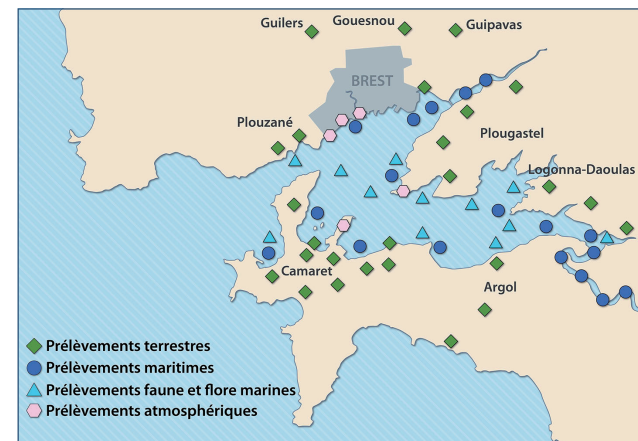 Guilers
Gouesnou
Guipavas
BREST
Plouzané
Plougastel
Logonna-Daoulas
Camaret
Argol
Prélèvements terrestres
Prélèvements maritimes
Prélèvements faune et flore marines
Prélèvements atmosphériques